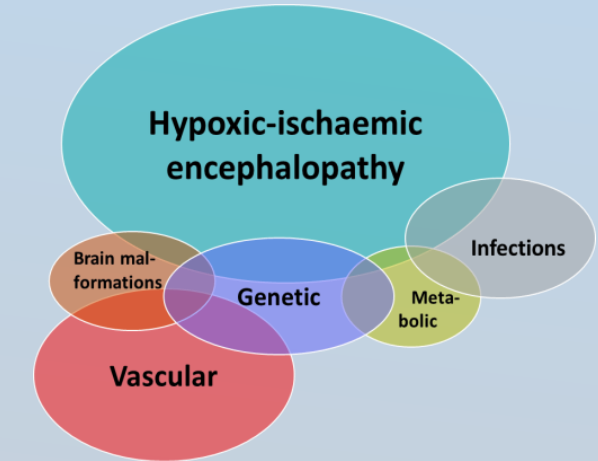 Hypoxic-ischaemic
encephalopathy
Infections
Brain mal-
formations
Genetic
Meta-
bolic
Vascular